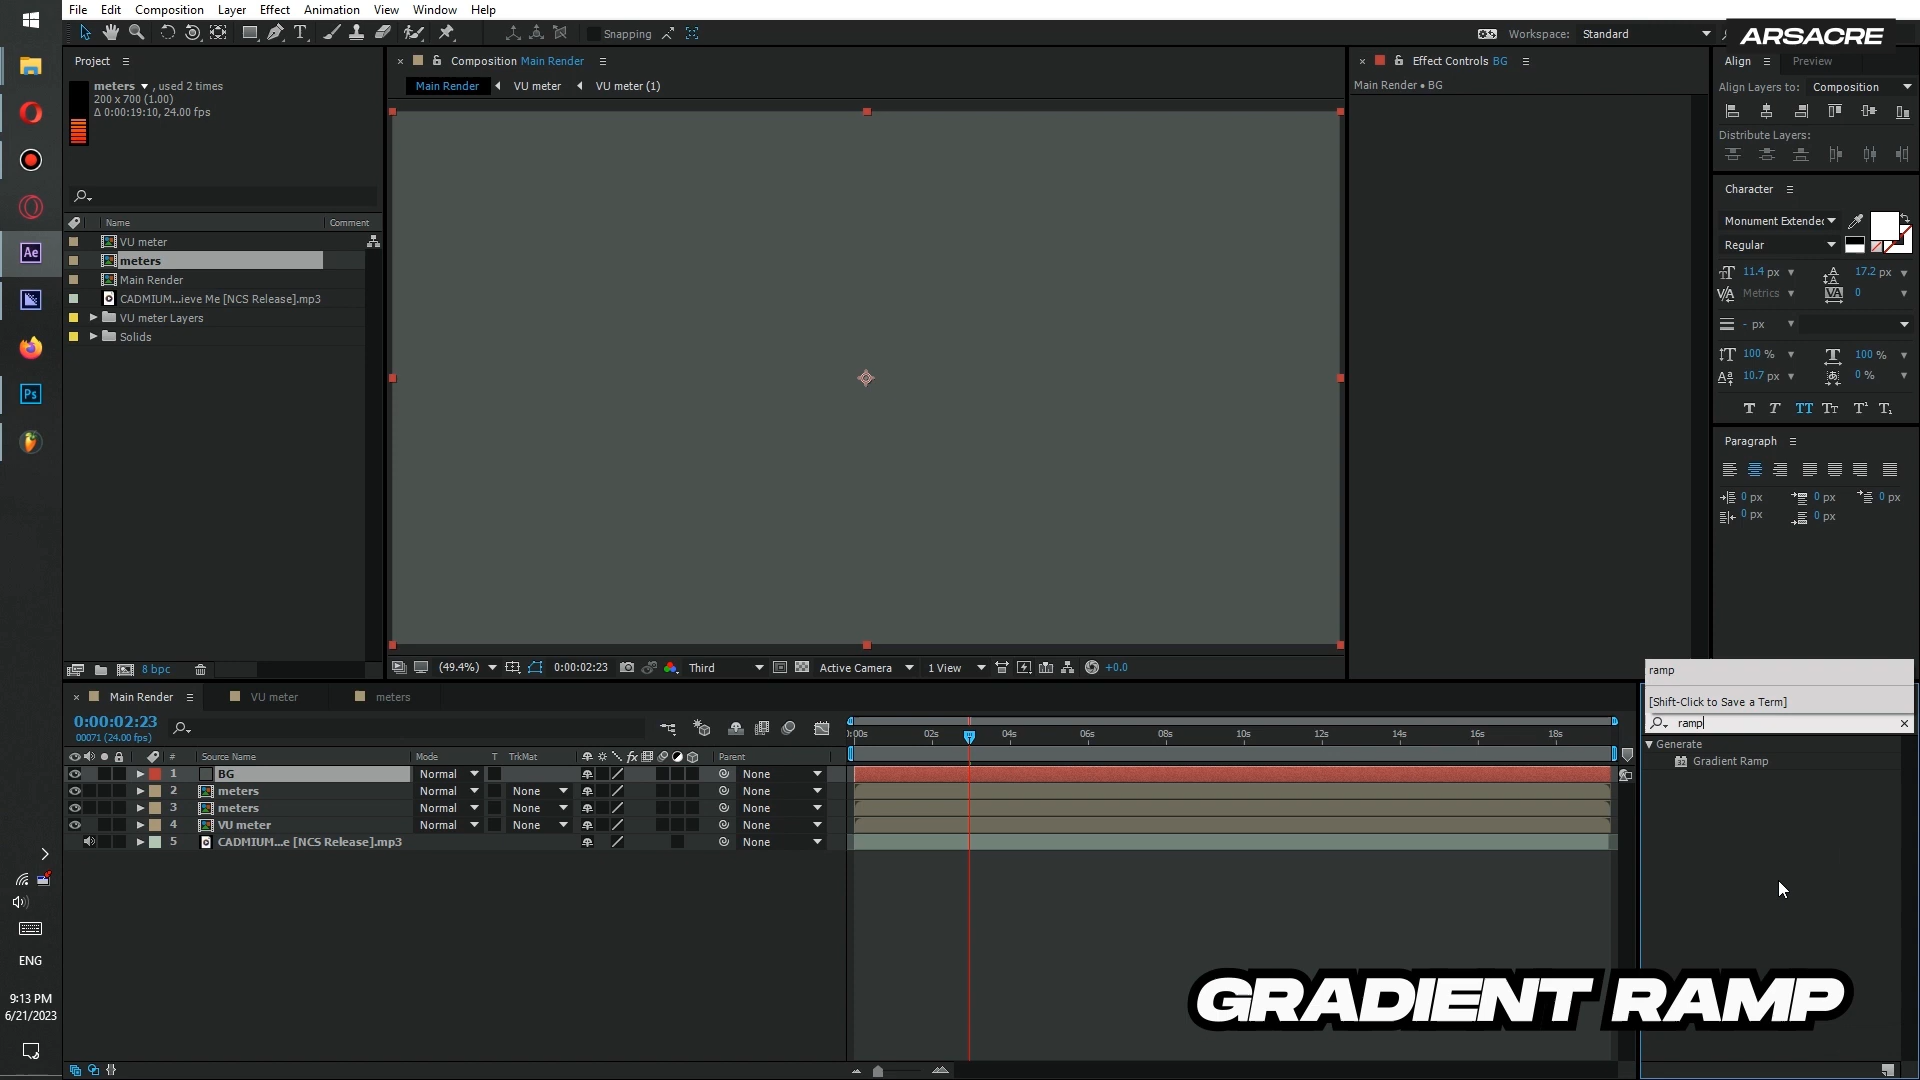 File Edit Composition Layer Effect Animation View Window Help
Snapping
Workspace: Standard
ARSACRE
Project
meters , used 2 times
200 x 700 (1.00)
Δ 0:00:19:10, 24.00 fps
Name Comment
VU meter
meters
Main Render
CADMIUM...ieve Me [NCS Release].mp3
VU meter Layers
Solids
8 bpc
Composition Main Render
Main Render VU meter VU meter (1)
(49.4%) 0:00:02:23 Third Active Camera 1 View +0.0
Effect Controls BG
Main Render • BG
Align Preview
Align Layers to: Composition
Distribute Layers:
Character
Monument Extended
Regular
11.4 px 17.2 px
Metrics 0
- px
100 % 100 %
10.7 px 0 %
Paragraph
0 px 0 px 0 px
0 px 0 px
Main Render VU meter meters
0:00:02:23
00071 (24.00 fps)
# Source Name Mode T TrkMat fx Parent
1 BG Normal None
2 meters Normal None None
3 meters Normal None None
4 VU meter Normal None None
5 CADMIUM...e [NCS Release].mp3 None
0:00s 02s 04s 06s 08s 10s 12s 14s 16s 18s
ramp
[Shift-Click to Save a Term]
ramp
Generate
32 Gradient Ramp
GRADIENT RAMP
Ae
Ps
ENG
9:13 PM
6/21/2023